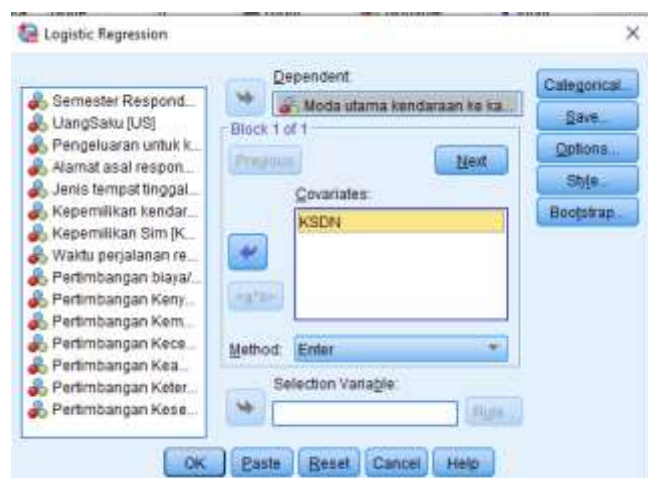 Logistic Regression
Semester Respond...
UangSaku [US]
Pengeluaran untuk k...
Alamat asal respon...
Jenis tempat tinggal...
Kepemilikan kendar...
Kepemilikan Sim [K...
Waktu perjalanan re...
Pertimbangan biaya/...
Pertimbangan Keny...
Pertimbangan Kem...
Pertimbangan Kece...
Pertimbangan Kea...
Pertimbangan Keter...
Pertimbangan Kese...
Dependent:
Moda utama kendaraan ke ka...
Block 1 of 1
Previous
Next
Covariates:
KSDN
>a*b>
Method:
Enter
Selection Variable:
Rule...
Categorical...
Save...
Options...
Style...
Bootstrap...
OK
Paste
Reset
Cancel
Help